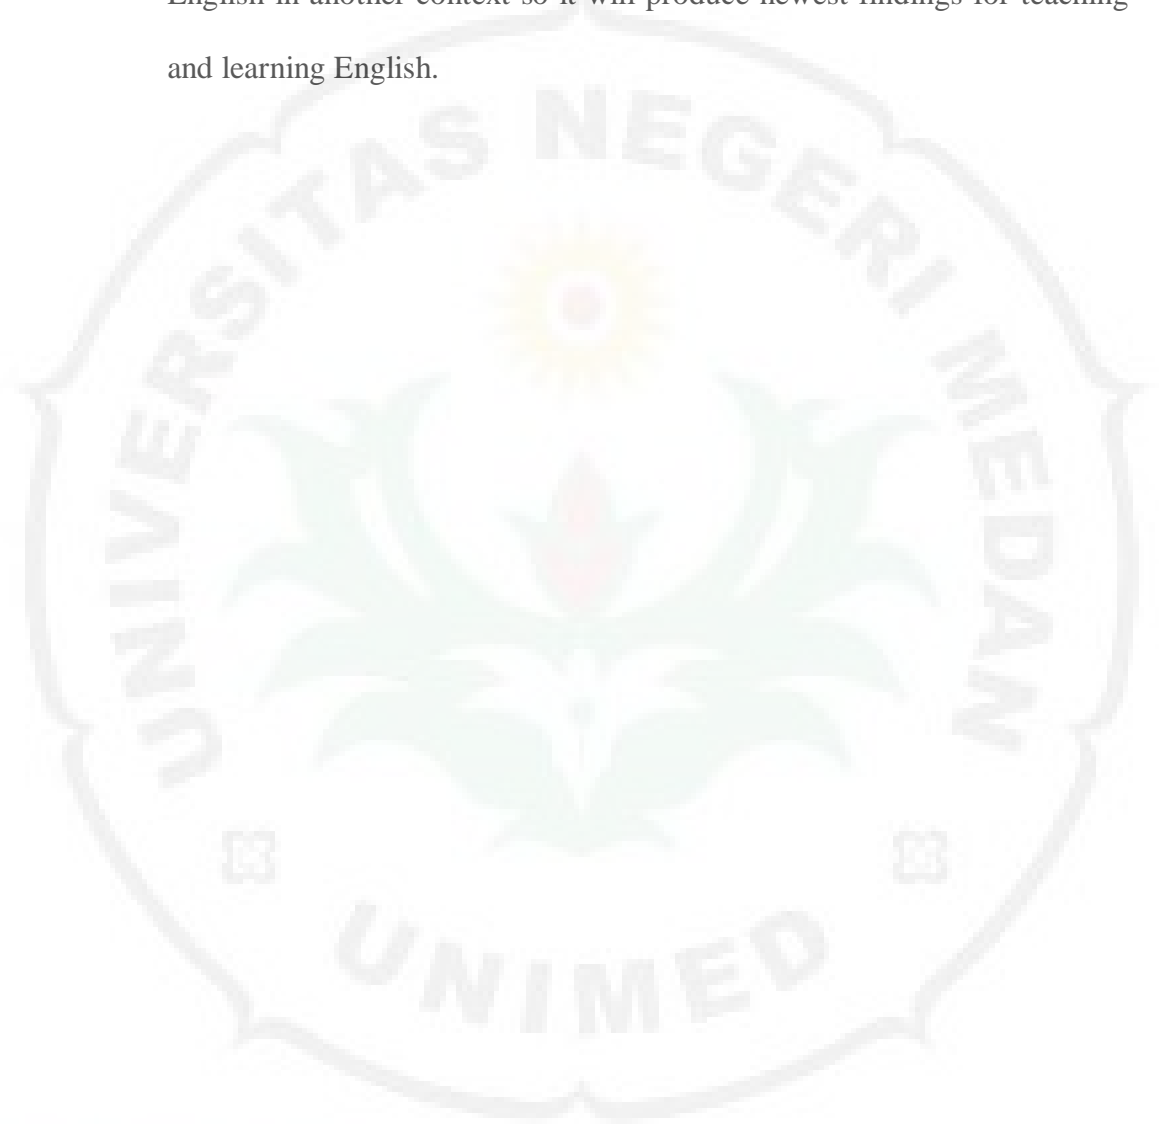 English in another context so it will produce newest findings for teaching
and learning English.
UNIVERSITAS NEGERI MEDAN
UNIMED